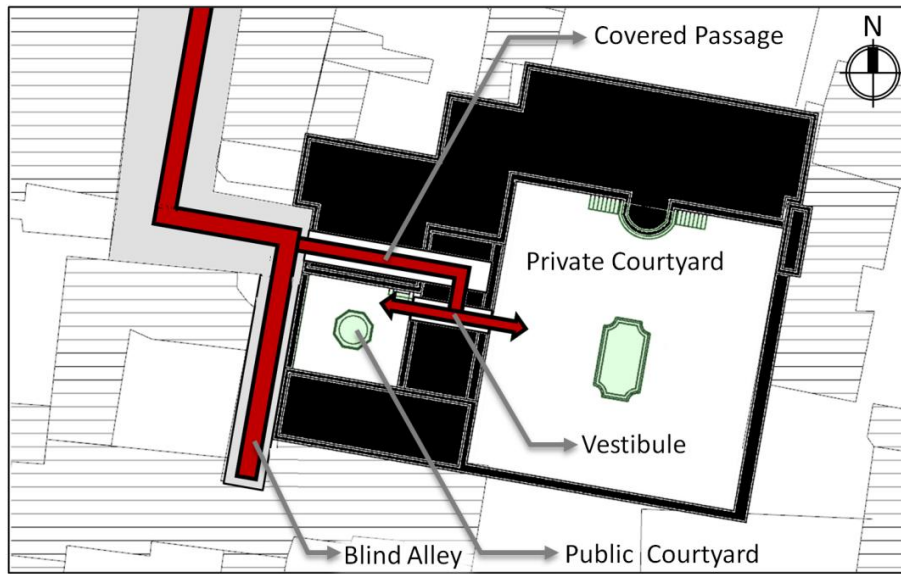 Covered Passage
N
Private Courtyard
Vestibule
Blind Alley
Public Courtyard